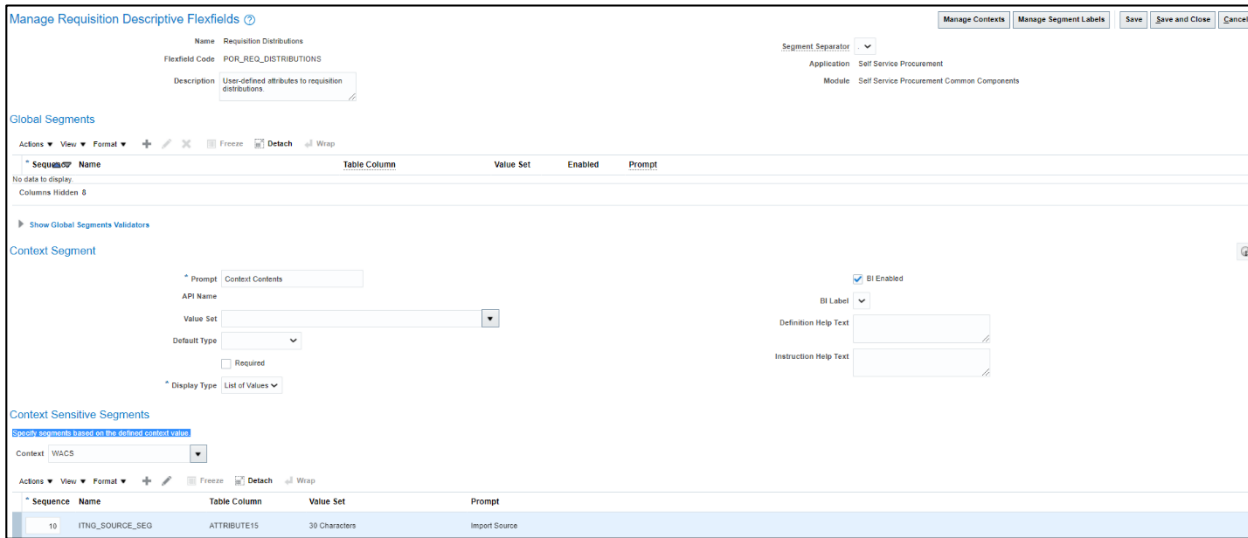 Manage Requisition Descriptive Flexfields
Manage Contexts Manage Segment Labels Save Save and Close Cancel
Name Requisition Distributions
Segment Separator .
Flexfield Code POR_REQ_DISTRIBUTIONS
Application Self Service Procurement
Description User-defined attributes to requisition
distributions.
Module Self Service Procurement Common Components
Global Segments
Actions View Format Freeze Detach Wrap
* Sequence Name Table Column Value Set Enabled Prompt
No data to display.
Columns Hidden 8
Show Global Segments Validators
Context Segment
* Prompt Context Contents
BI Enabled
API Name
BI Label
Value Set
Definition Help Text
Default Type
Required
Instruction Help Text
* Display Type List of Values
Context Sensitive Segments
Specify segments based on the defined context value.
Context WACS
Actions View Format Freeze Detach Wrap
* Sequence Name Table Column Value Set Prompt
10 ITNG_SOURCE_SEG ATTRIBUTE15 30 Characters Import Source